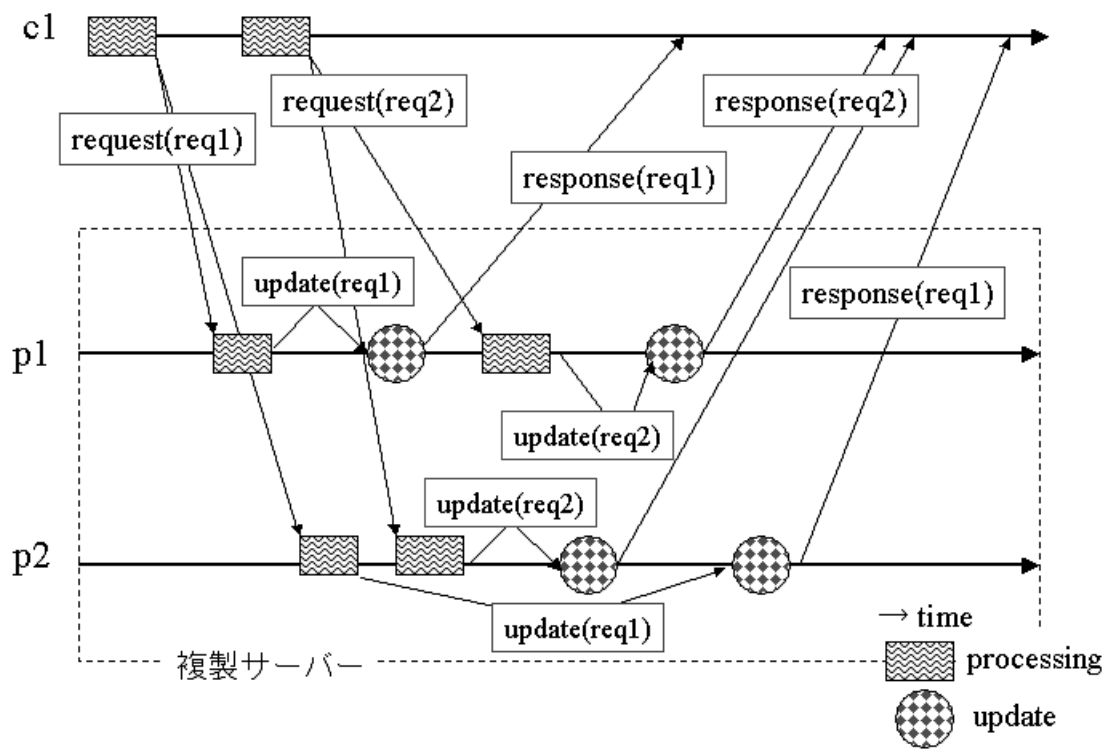 c1
request(req2)
response(req2)
request(req1)
response(req1)
update(req1)
response(req1)
p1
update(req2)
update(req2)
p2
update(req1)
→ time
複製サーバー
processing
update